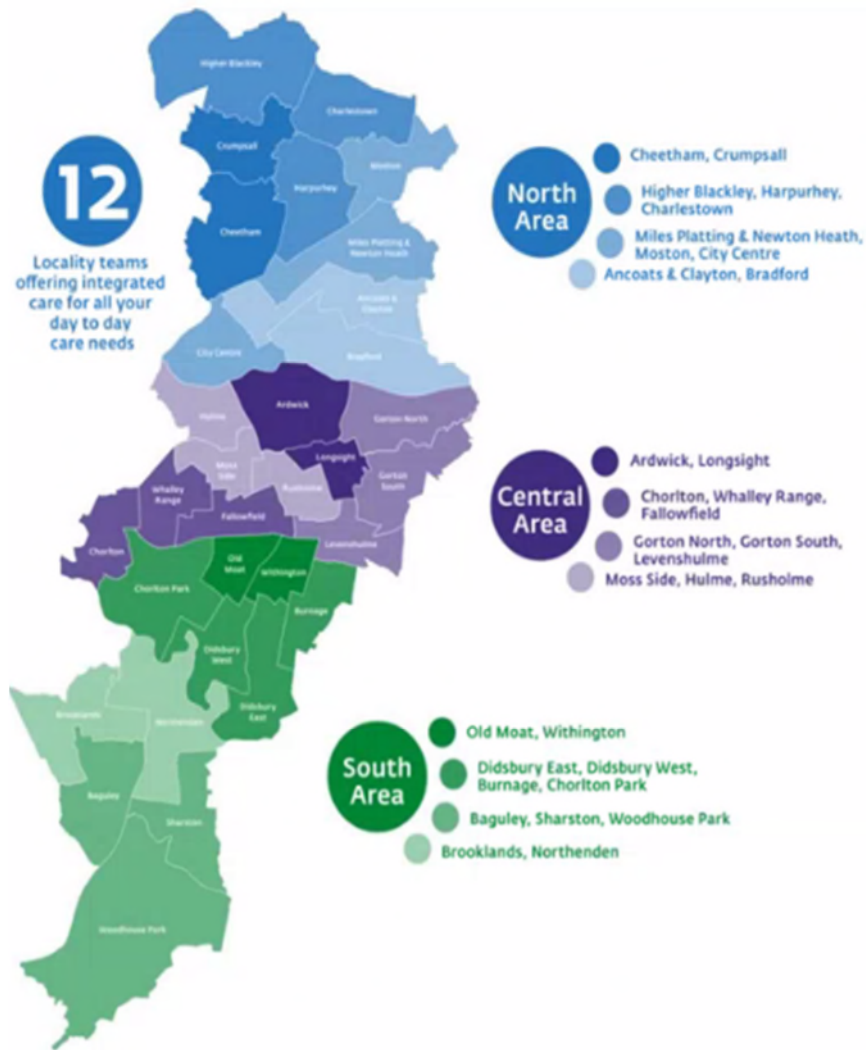 Higher Blackley
Charlestown
Crumpsall
Moston
Harpurhey
Cheetham
Miles Platting &
Newton Heath
Ancoats &
Clayton
City Centre
Bradford
12
Locality teams
offering integrated
care for all your
day to day
care needs
North
Area
Cheetham, Crumpsall
Higher Blackley, Harpurhey,
Charlestown
Miles Platting & Newton Heath,
Moston, City Centre
Ancoats & Clayton, Bradford
Hulme
Ardwick
Gorton North
Moss
Side
Longsight
Rusholme
Gorton
South
Whalley
Range
Fallowfield
Chorlton
Levenshulme
Central
Area
Ardwick, Longsight
Chorlton, Whalley Range,
Fallowfield
Gorton North, Gorton South,
Levenshulme
Moss Side, Hulme, Rusholme
Old
Moat
Withington
Chorlton Park
Burnage
Didsbury
West
Didsbury
East
Brooklands
Northenden
Baguley
Sharston
Woodhouse Park
South
Area
Old Moat, Withington
Didsbury East, Didsbury West,
Burnage, Chorlton Park
Baguley, Sharston, Woodhouse Park
Brooklands, Northenden